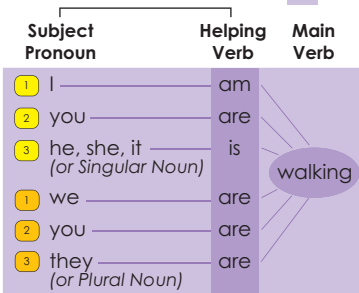 Subject Pronoun Helping Verb Main Verb
1 I am
2 you are
3 he, she, it is
(or Singular Noun)
walking
1 we are
2 you are
3 they are
(or Plural Noun)